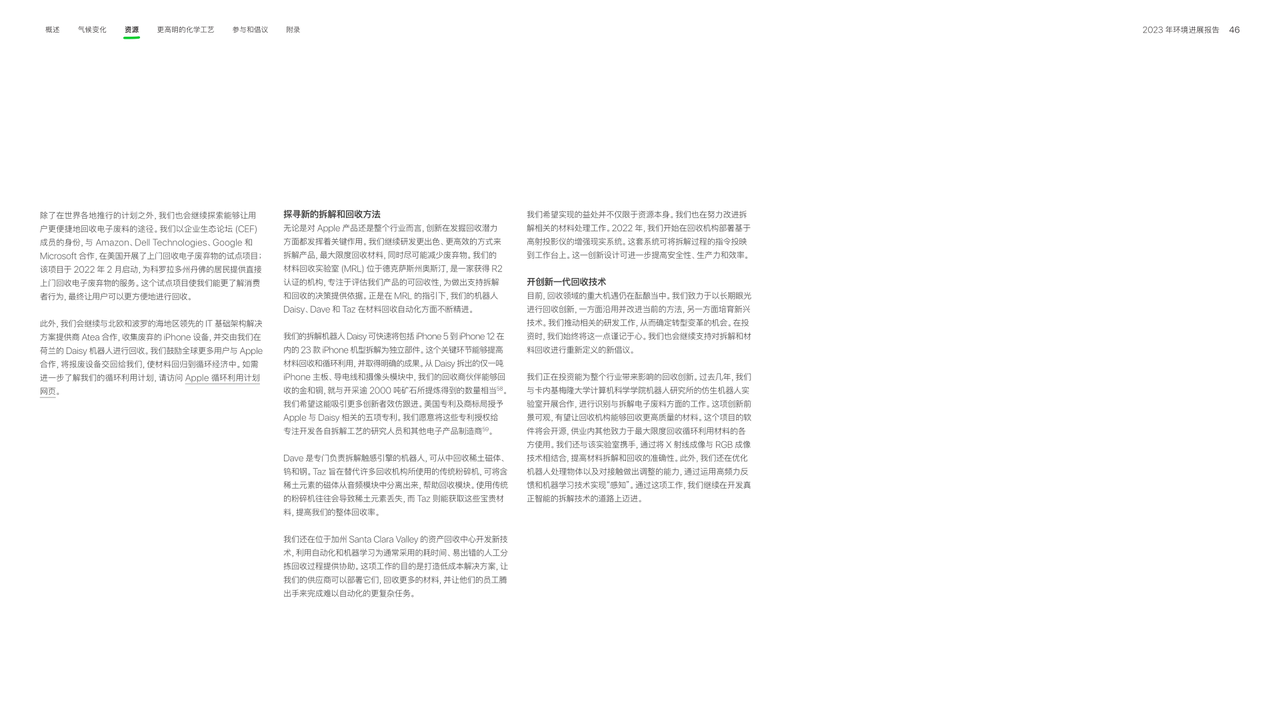 概述 气候变化 资源 更高明的化学工艺 参与和倡议 附录 2023 年环境进展报告 46
除了在世界各地推行的计划之外，我们也会继续探索能够让用
户更便捷地回收电子废料的途径。我们以企业生态论坛 (CEF)
成员的身份，与 Amazon、Dell Technologies、Google 和
Microsoft 合作，在美国开展了上门回收电子废弃物的试点项目；
该项目于 2022 年 2 月启动，为科罗拉多州丹佛的居民提供直接
上门回收电子废弃物的服务。这个试点项目使我们能更了解消费
者行为，最终让用户可以更方便地进行回收。
此外，我们会继续与北欧和波罗的海地区领先的 IT 基础架构解决
方案提供商 Atea 合作，收集废弃的 iPhone 设备，并交由我们在
荷兰的 Daisy 机器人进行回收。我们鼓励全球更多用户与 Apple
合作，将报废设备交回给我们，使材料回归到循环经济中。如需
进一步了解我们的循环利用计划，请访问 Apple 循环利用计划
网页。
探寻新的拆解和回收方法
无论是对 Apple 产品还是整个行业而言，创新在发掘回收潜力
方面都发挥着关键作用。我们继续研发更出色、更高效的方式来
拆解产品，最大限度回收材料，同时尽可能减少废弃物。我们的
材料回收实验室 (MRL) 位于德克萨斯州奥斯汀，是一家获得 R2
认证的机构，专注于评估我们产品的可回收性，为做出支持拆解
和回收的决策提供依据。正是在 MRL 的指引下，我们的机器人
Daisy、Dave 和 Taz 在材料回收自动化方面不断精进。
我们的拆解机器人 Daisy 可快速将包括 iPhone 5 到 iPhone 12 在
内的 23 款 iPhone 机型拆解为独立部件。这个关键环节能够提高
材料回收和循环利用，并取得明确的成果。从 Daisy 拆出的仅一吨
iPhone 主板、导电线和摄像头模块中，我们的回收商伙伴能够回
收的金和铜，就与开采逾 2000 吨矿石所提炼得到的数量相当⁵⁸。
我们希望这能吸引更多创新者效仿跟进。美国专利及商标局授予
Apple 与 Daisy 相关的五项专利。我们愿意将这些专利授权给
专注开发各自拆解工艺的研究人员和其他电子产品制造商⁵⁹。
Dave 是专门负责拆解触感引擎的机器人，可从中回收稀土磁体、
钨和钢。Taz 旨在替代许多回收机构所使用的传统粉碎机，可将含
稀土元素的磁体从音频模块中分离出来，帮助回收模块。使用传统
的粉碎机往往会导致稀土元素丢失，而 Taz 则能获取这些宝贵材
料，提高我们的整体回收率。
我们还在位于加州 Santa Clara Valley 的资产回收中心开发新技
术，利用自动化和机器学习为通常采用的耗时间、易出错的人工分
拣回收过程提供协助。这项工作的目的是打造低成本解决方案，让
我们的供应商可以部署它们，回收更多的材料，并让他们的员工腾
出手来完成难以自动化的更复杂任务。
我们希望实现的益处并不仅限于资源本身。我们也在努力改进拆
解相关的材料处理工作。2022 年，我们开始在回收机构部署基于
高射投影仪的增强现实系统。这套系统可将拆解过程的指令投映
到工作台上。这一创新设计可进一步提高安全性、生产力和效率。
开创新一代回收技术
目前，回收领域的重大机遇仍在酝酿当中。我们致力于以长期眼光
进行回收创新，一方面沿用并改进当前的方法，另一方面培育新兴
技术。我们推动相关的研发工作，从而确定转型变革的机会。在投
资时，我们始终将这一点谨记于心。我们也会继续支持对拆解和材
料回收进行重新定义的新倡议。
我们正在投资能为整个行业带来影响的回收创新。过去几年，我们
与卡内基梅隆大学计算机科学学院机器人研究所的仿生机器人实
验室开展合作，进行识别与拆解电子废料方面的工作。这项创新前
景可观，有望让回收机构能够回收更高质量的材料。这个项目的软
件将会开源，供业内其他致力于最大限度回收循环利用材料的各
方使用。我们还与该实验室携手，通过将 X 射线成像与 RGB 成像
技术相结合，提高材料拆解和回收的准确性。此外，我们还在优化
机器人处理物体以及对接触做出调整的能力，通过运用高频力反
馈和机器学习技术实现“感知”。通过这项工作，我们继续在开发真
正智能的拆解技术的道路上迈进。